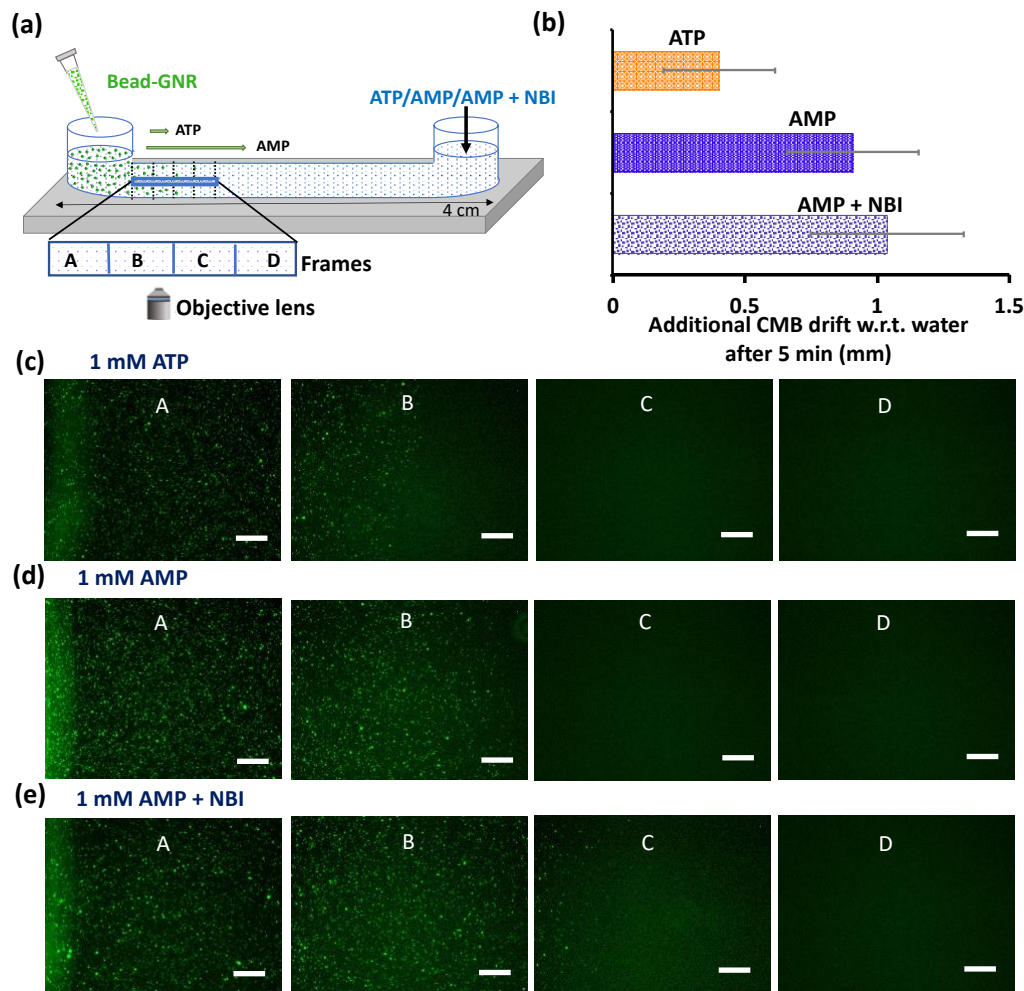 (a)
Bead-GNR
ATP/AMP/AMP + NBI
ATP
AMP
4 cm
A B C D Frames
Objective lens
(b)
ATP
AMP
AMP + NBI
0 0.5 1 1.5
Additional CMB drift w.r.t. water
after 5 min (mm)
(c) 1 mM ATP
A B C D
(d) 1 mM AMP
A B C D
(e) 1 mM AMP + NBI
A B C D